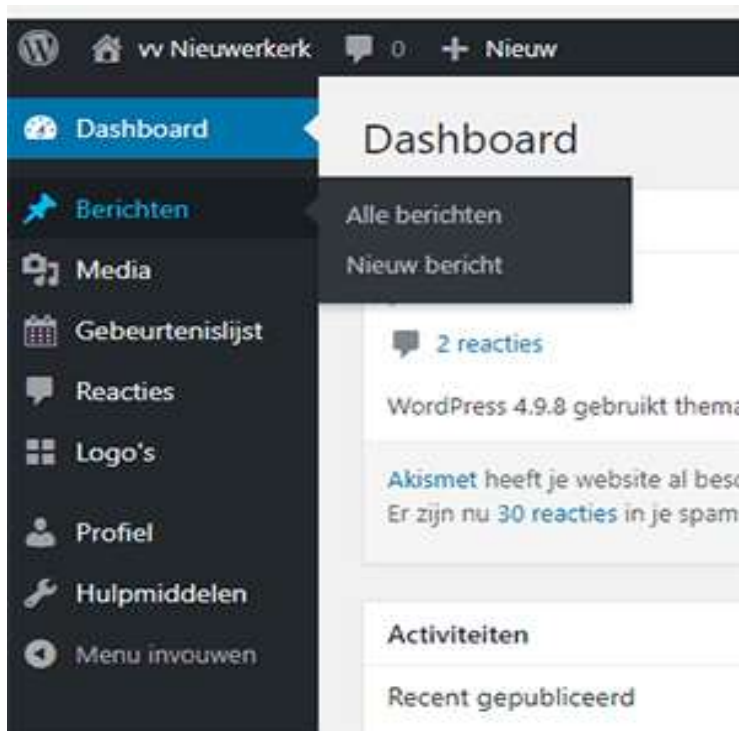 vv Nieuwerkerk 0 + Nieuw
Dashboard
Berichten
Media
Gebeurtenislijst
Reacties
Logo's
Profiel
Hulpmiddelen
Menu invouwen
Dashboard
Alle berichten
Nieuw bericht
2 reacties
WordPress 4.9.8 gebruikt thema
Akismet heeft je website al besc
Er zijn nu 30 reacties in je spam
Activiteiten
Recent gepubliceerd